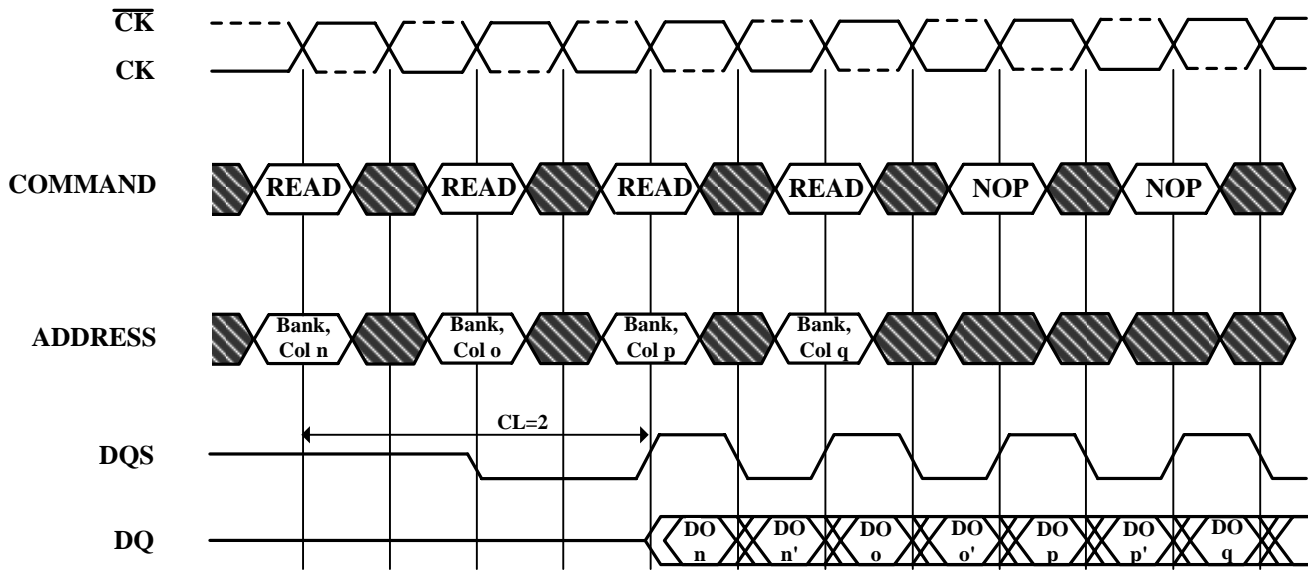 C̅K̅
CK
COMMAND
READ
READ
READ
READ
NOP
NOP
ADDRESS
Bank,
Col n
Bank,
Col o
Bank,
Col p
Bank,
Col q
CL=2
DQS
DQ
DO
n
DO
n'
DO
o
DO
o'
DO
p
DO
p'
DO
q